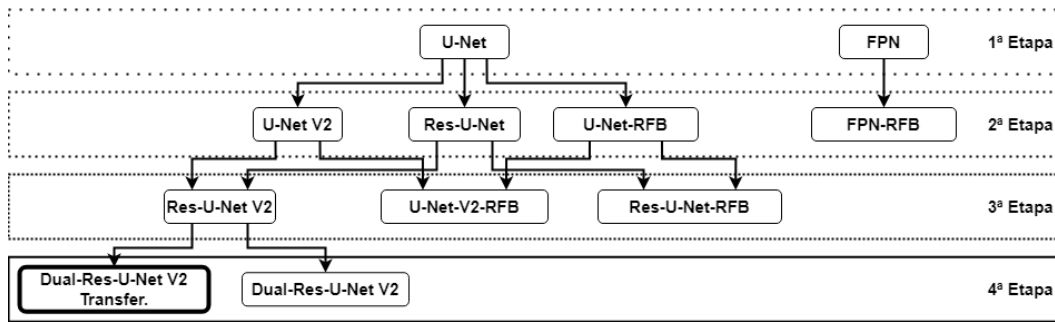 U-Net
FPN
1ª Etapa
U-Net V2
Res-U-Net
U-Net-RFB
FPN-RFB
2ª Etapa
Res-U-Net V2
U-Net-V2-RFB
Res-U-Net-RFB
3ª Etapa
Dual-Res-U-Net V2
Transfer.
Dual-Res-U-Net V2
4ª Etapa